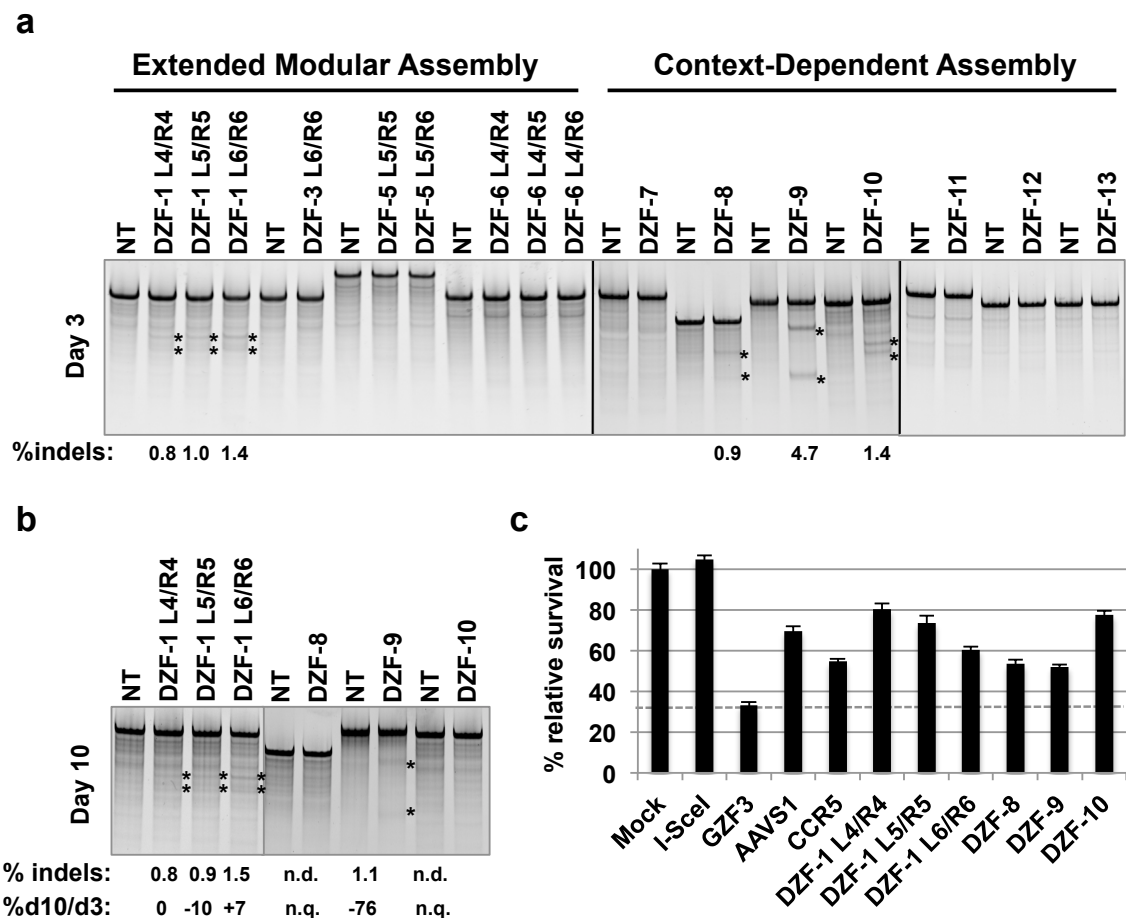 a
Extended Modular Assembly
Context-Dependent Assembly
NT DZF-1 L4/R4 DZF-1 L5/R5 DZF-1 L6/R6 NT DZF-3 L6/R6 NT DZF-5 L5/R5 DZF-5 L5/R6 NT DZF-6 L4/R4 DZF-6 L4/R5 DZF-6 L4/R6 NT DZF-7 NT DZF-8 NT DZF-9 NT DZF-10 NT DZF-11 NT DZF-12 NT DZF-13
Day 3
* * * * *
* * * * * *
*
%indels: 0.8 1.0 1.4 0.9 4.7 1.4
b
NT DZF-1 L4/R4 DZF-1 L5/R5 DZF-1 L6/R6 NT DZF-8 NT DZF-9 NT DZF-10
Day 10
* * * *
* * * *
% indels: 0.8 0.9 1.5 n.d. 1.1 n.d.
%d10/d3 0 -10 +7 n.q. -76 n.q.
c
% relative survival
100
80
60
40
20
0
Mock I-SceI GZF3 AAVS1 CCR5 DZF-1 L4/R4 DZF-1 L5/R5 DZF-1 L6/R6 DZF-8 DZF-9 DZF-10